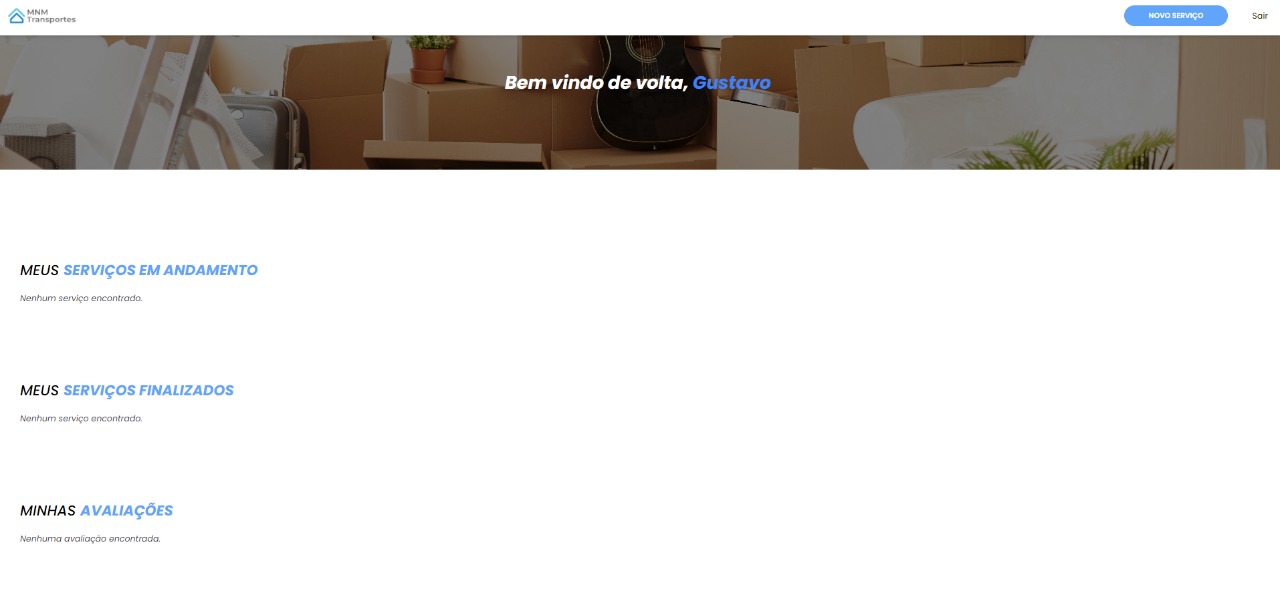 MNM
Transportes
NOVO SERVIÇO
Sair
Bem vindo de volta, Gustavo
MEUS SERVIÇOS EM ANDAMENTO
Nenhum serviço encontrado.
MEUS SERVIÇOS FINALIZADOS
Nenhum serviço encontrado.
MINHAS AVALIAÇÕES
Nenhuma avaliação encontrada.